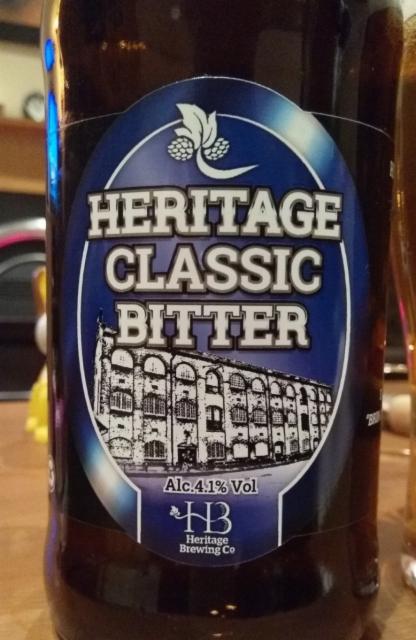 HERITAGE
CLASSIC
BITTER
Alc.4.1% Vol
HB
Heritage
Brewing Co